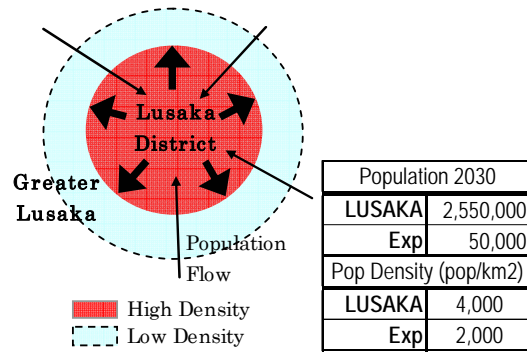 Lusaka
District
Greater
Lusaka
Population
Flow
High Density
Low Density
Population 2030
LUSAKA 2,550,000
Exp 50,000
Pop Density (pop/km2)
LUSAKA 4,000
Exp 2,000